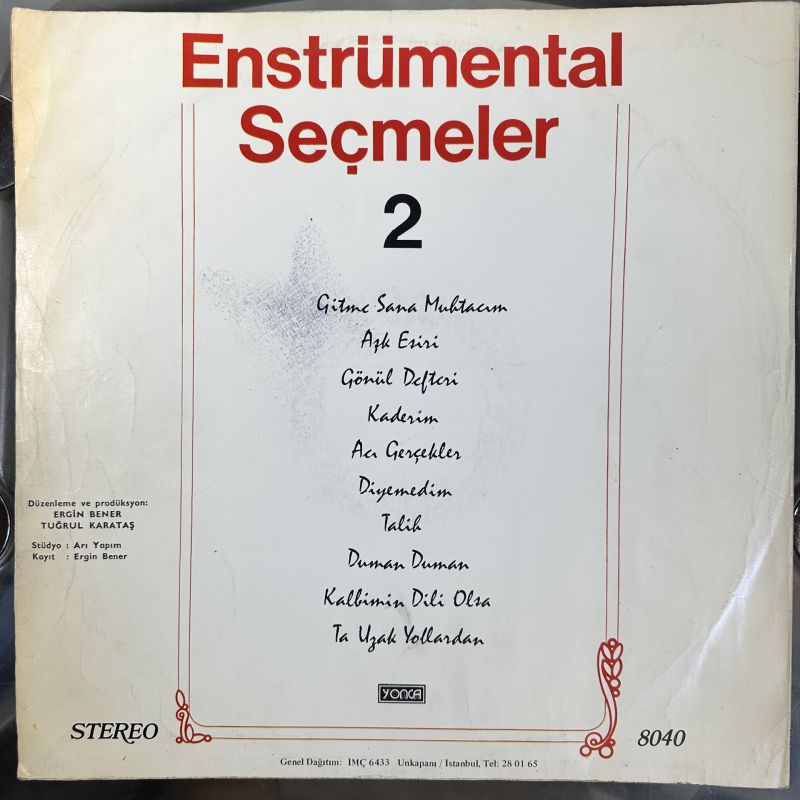 Enstrümental
Seçmeler
2
Gitme Sana Muhtacım
Aşk Esiri
Gönül Defteri
Kaderim
Acı Gerçekler
Diyemedim
Talih
Duman Duman
Kalbimin Dili Olsa
Ta Uzak Yollardan
Düzenleme ve prodüksyon:
ERGİN BENER
TUĞRUL KARATAŞ
Stüdyo : Arı Yapım
Kayıt : Ergin Bener
YONCA
STEREO
8040
Genel Dağıtım: İMÇ 6433 Unkapanı / İstanbul, Tel: 28 01 65